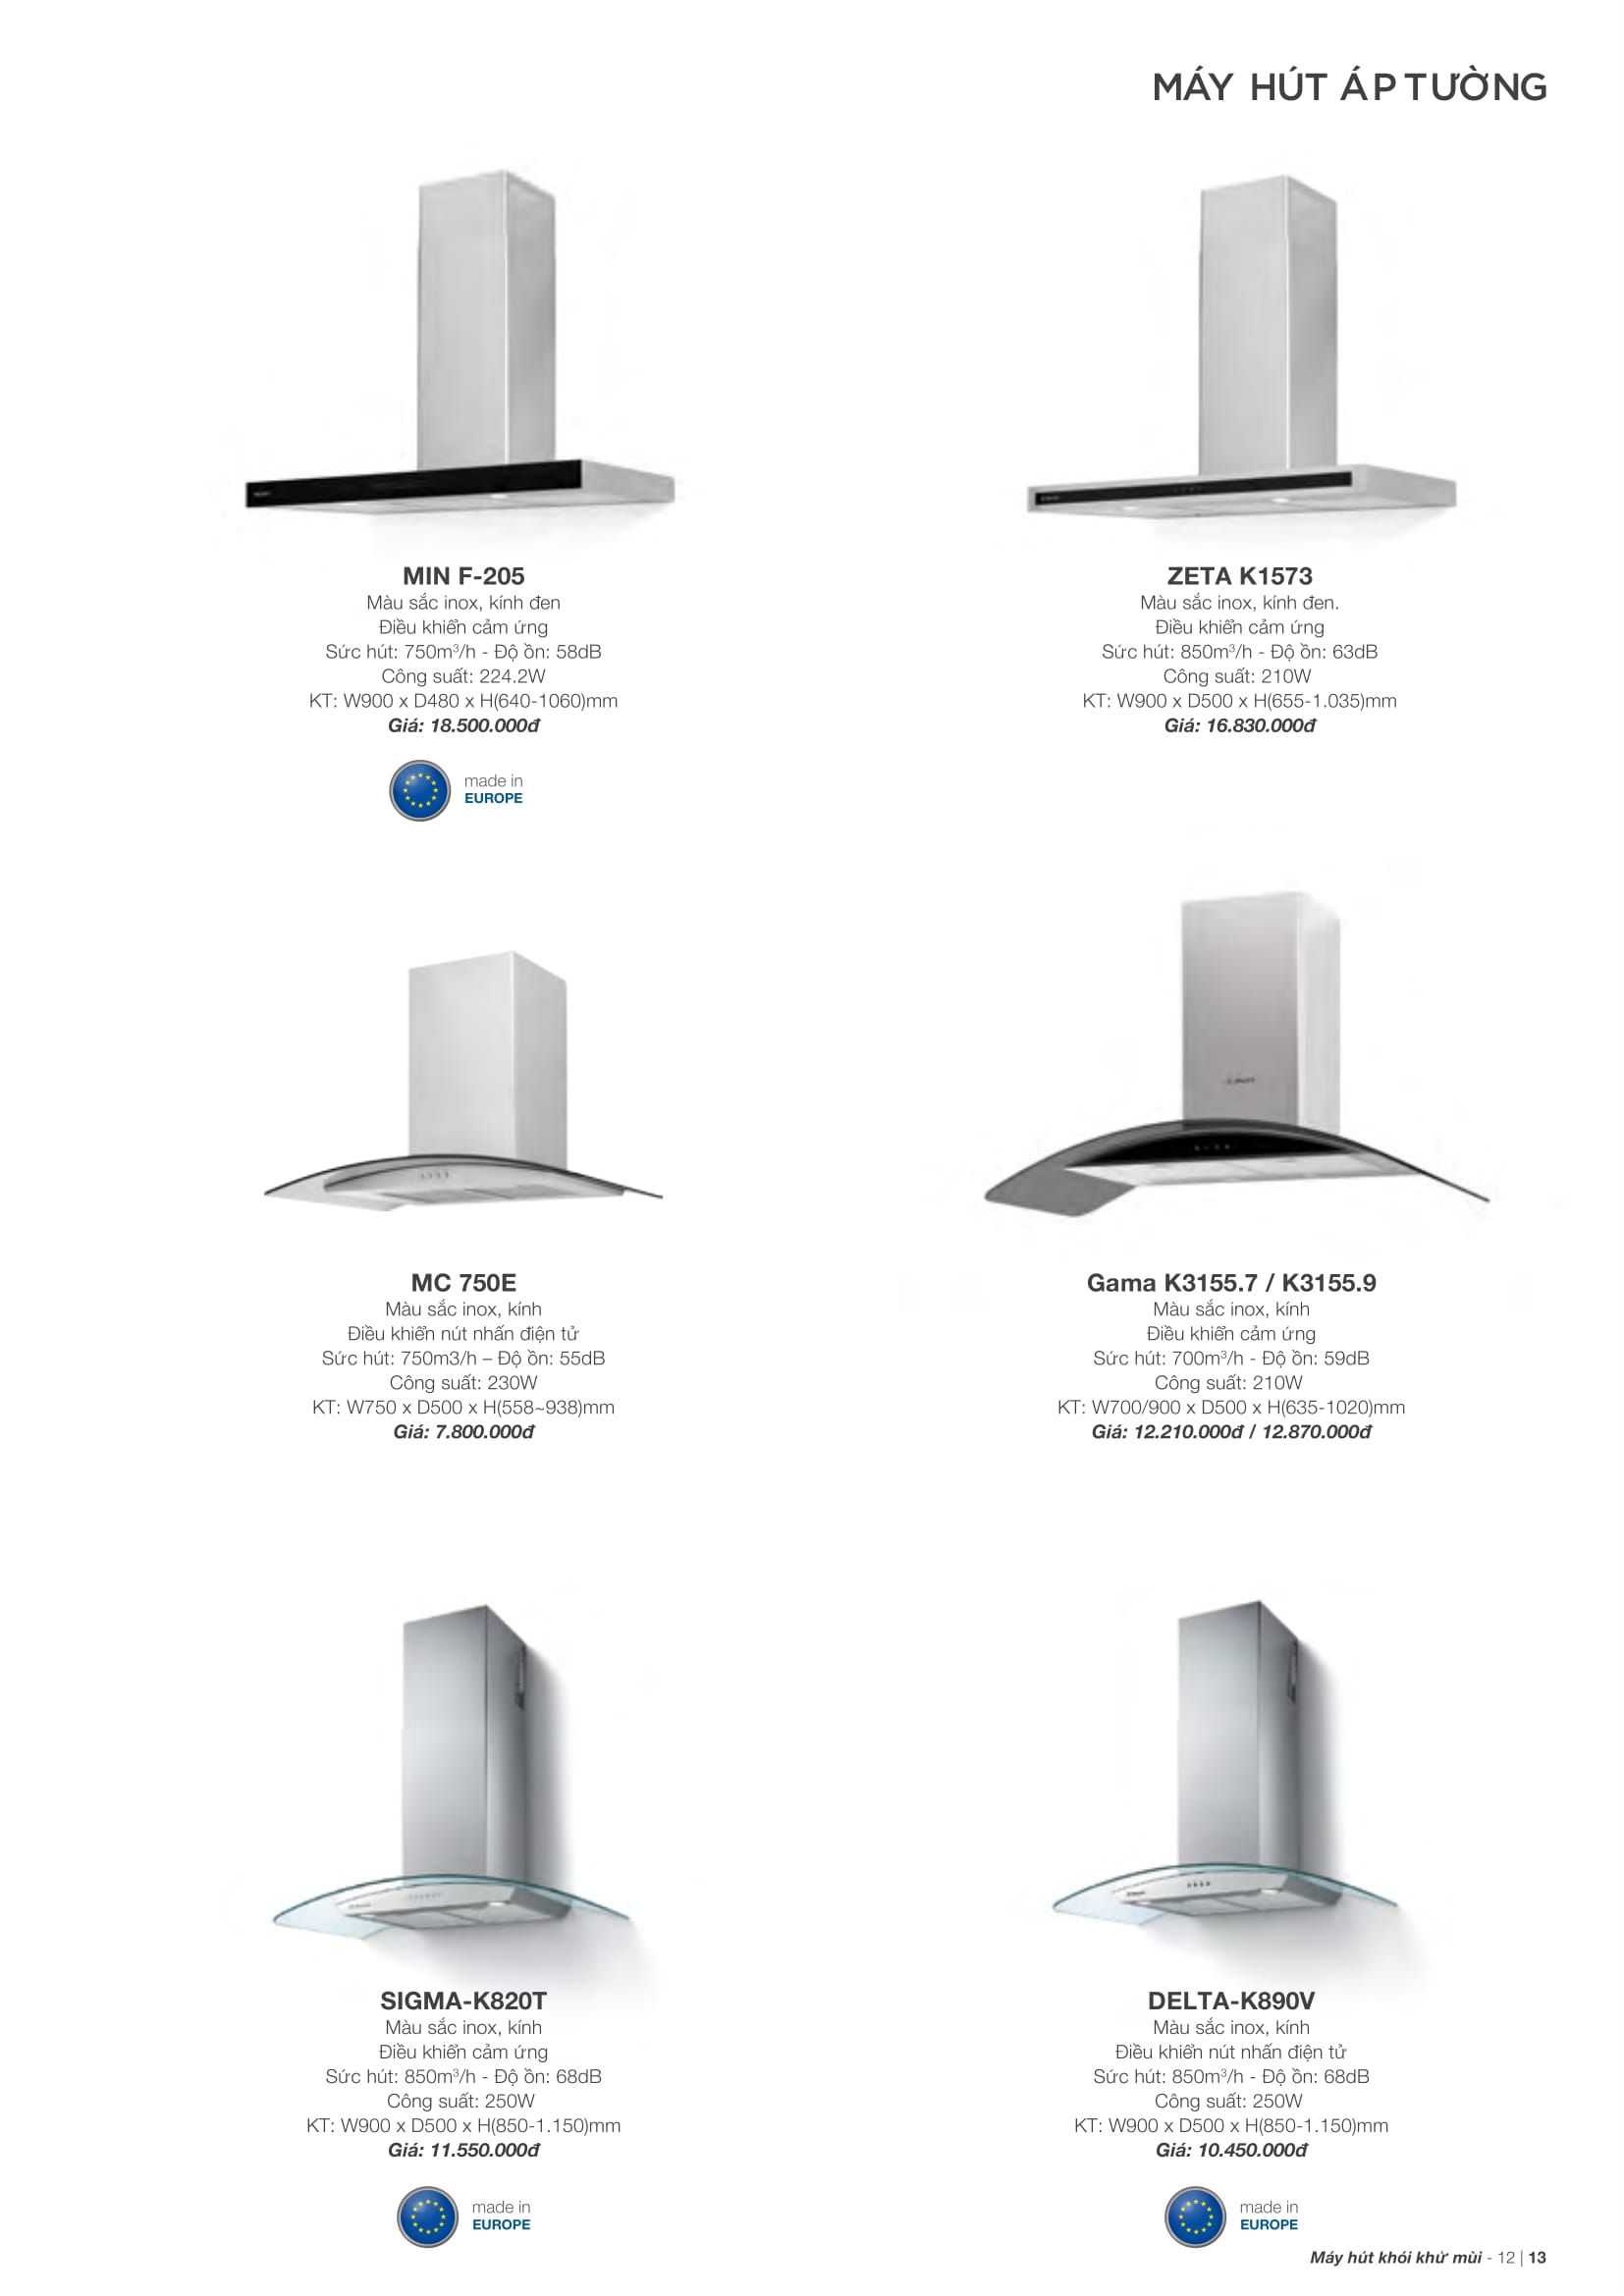 MÁY HÚT ÁP TƯỜNG
MIN F-205
Màu sắc inox, kính đen
Điều khiển cảm ứng
Sức hút: 750m³/h - Độ ồn: 58dB
Công suất: 224.2W
KT: W900 x D480 x H(640-1060)mm
Giá: 18.500.000đ
made in
EUROPE
ZETA K1573
Màu sắc inox, kính đen.
Điều khiển cảm ứng
Sức hút: 850m³/h - Độ ồn: 63dB
Công suất: 210W
KT: W900 x D500 x H(655-1.035)mm
Giá: 16.830.000đ
MC 750E
Màu sắc inox, kính
Điều khiển nút nhấn điện tử
Sức hút: 750m3/h – Độ ồn: 55dB
Công suất: 230W
KT: W750 x D500 x H(558~938)mm
Giá: 7.800.000đ
Gama K3155.7 / K3155.9
Màu sắc inox, kính
Điều khiển cảm ứng
Sức hút: 700m³/h - Độ ồn: 59dB
Công suất: 210W
KT: W700/900 x D500 x H(635-1020)mm
Giá: 12.210.000đ / 12.870.000đ
SIGMA-K820T
Màu sắc inox, kính
Điều khiển cảm ứng
Sức hút: 850m³/h - Độ ồn: 68dB
Công suất: 250W
KT: W900 x D500 x H(850-1.150)mm
Giá: 11.550.000đ
made in
EUROPE
DELTA-K890V
Màu sắc inox, kính
Điều khiển nút nhấn điện tử
Sức hút: 850m³/h - Độ ồn: 68dB
Công suất: 250W
KT: W900 x D500 x H(850-1.150)mm
Giá: 10.450.000đ
made in
EUROPE
Máy hút khói khử mùi - 12 | 13